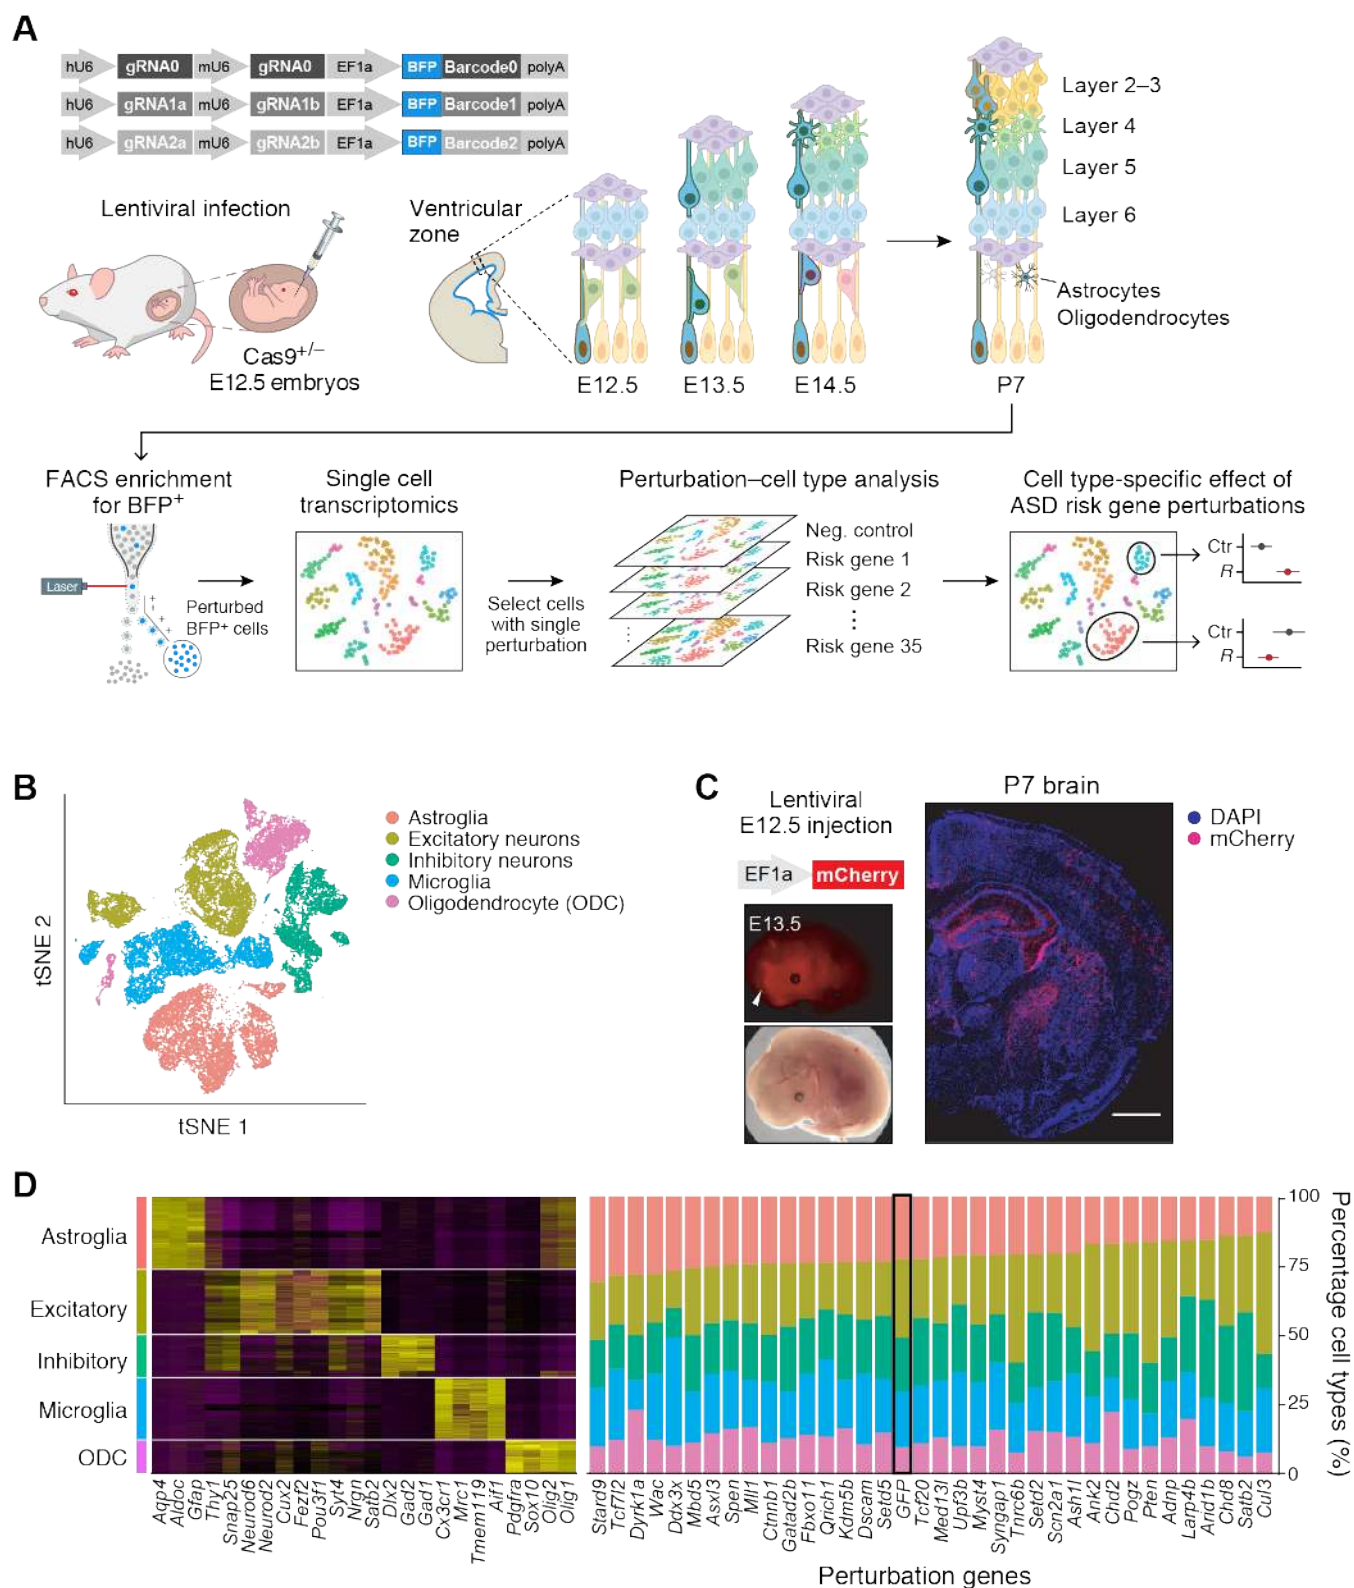 A
hU6 gRNA0 mU6 gRNA0 EF1a BFP Barcode0 polyA
hU6 gRNA1a mU6 gRNA1b EF1a BFP Barcode1 polyA
hU6 gRNA2a mU6 gRNA2b EF1a BFP Barcode2 polyA
Lentiviral infection
Cas9+/–
E12.5 embryos
Ventricular
zone
E12.5 E13.5 E14.5 P7
Layer 2–3
Layer 4
Layer 5
Layer 6
Astrocytes
Oligodendrocytes
FACS enrichment
for BFP+
Laser
Perturbed
BFP+ cells
Single cell
transcriptomics
Select cells
with single
perturbation
Perturbation–cell type analysis
Neg. control
Risk gene 1
Risk gene 2
⋮
Risk gene 35
Cell type-specific effect of
ASD risk gene perturbations
Ctr
R
Ctr
R
B
tSNE 2
tSNE 1
Astroglia
Excitatory neurons
Inhibitory neurons
Microglia
Oligodendrocyte (ODC)
C
Lentiviral
E12.5 injection
EF1a mCherry
E13.5
P7 brain
DAPI
mCherry
D
Astroglia
Excitatory
Inhibitory
Microglia
ODC
Aqp4 Aldoc Gfap Thy1 Snap25 Neurod6 Neurod2 Cux2 Fezf2 Pou3f1 Syt4 Nrgn Satb2 Dlx2 Gad2 Gad1 Cx3cr1 Mrc1 Tmem119 Aif1 Pdgfra Sox10 Olig2 Olig1
100
75
50
25
0
Percentage cell types (%)
Stard9 Tcf7l2 Dyrk1a Wac Ddx3x Mbd5 Asxl3 Spen Mll1 Ctnnb1 Gatad2b Fbxo11 Qrich1 Kdm5b Dscam Setd5 GFP Tcf20 Med13l Upf3b Myst4 Syngap1 Tnrc6b Setd2 Scn2a1 Ash1l Ank2 Chd2 Pogz Pten Adnp Larp4b Arid1b Chd8 Satb2 Cul3
Perturbation genes